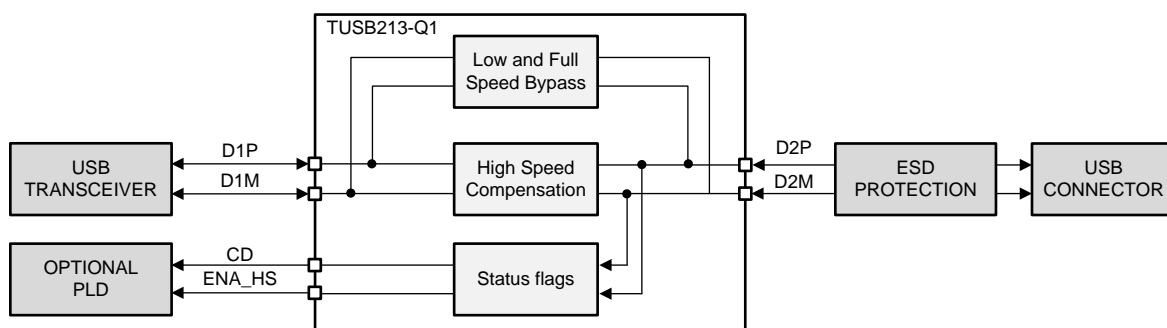 TUSB213-Q1
Low and Full
Speed Bypass
D1P
D2P
USB
TRANSCEIVER
High Speed
Compensation
ESD
PROTECTION
USB
CONNECTOR
D1M
D2M
CD
OPTIONAL
PLD
Status flags
ENA_HS